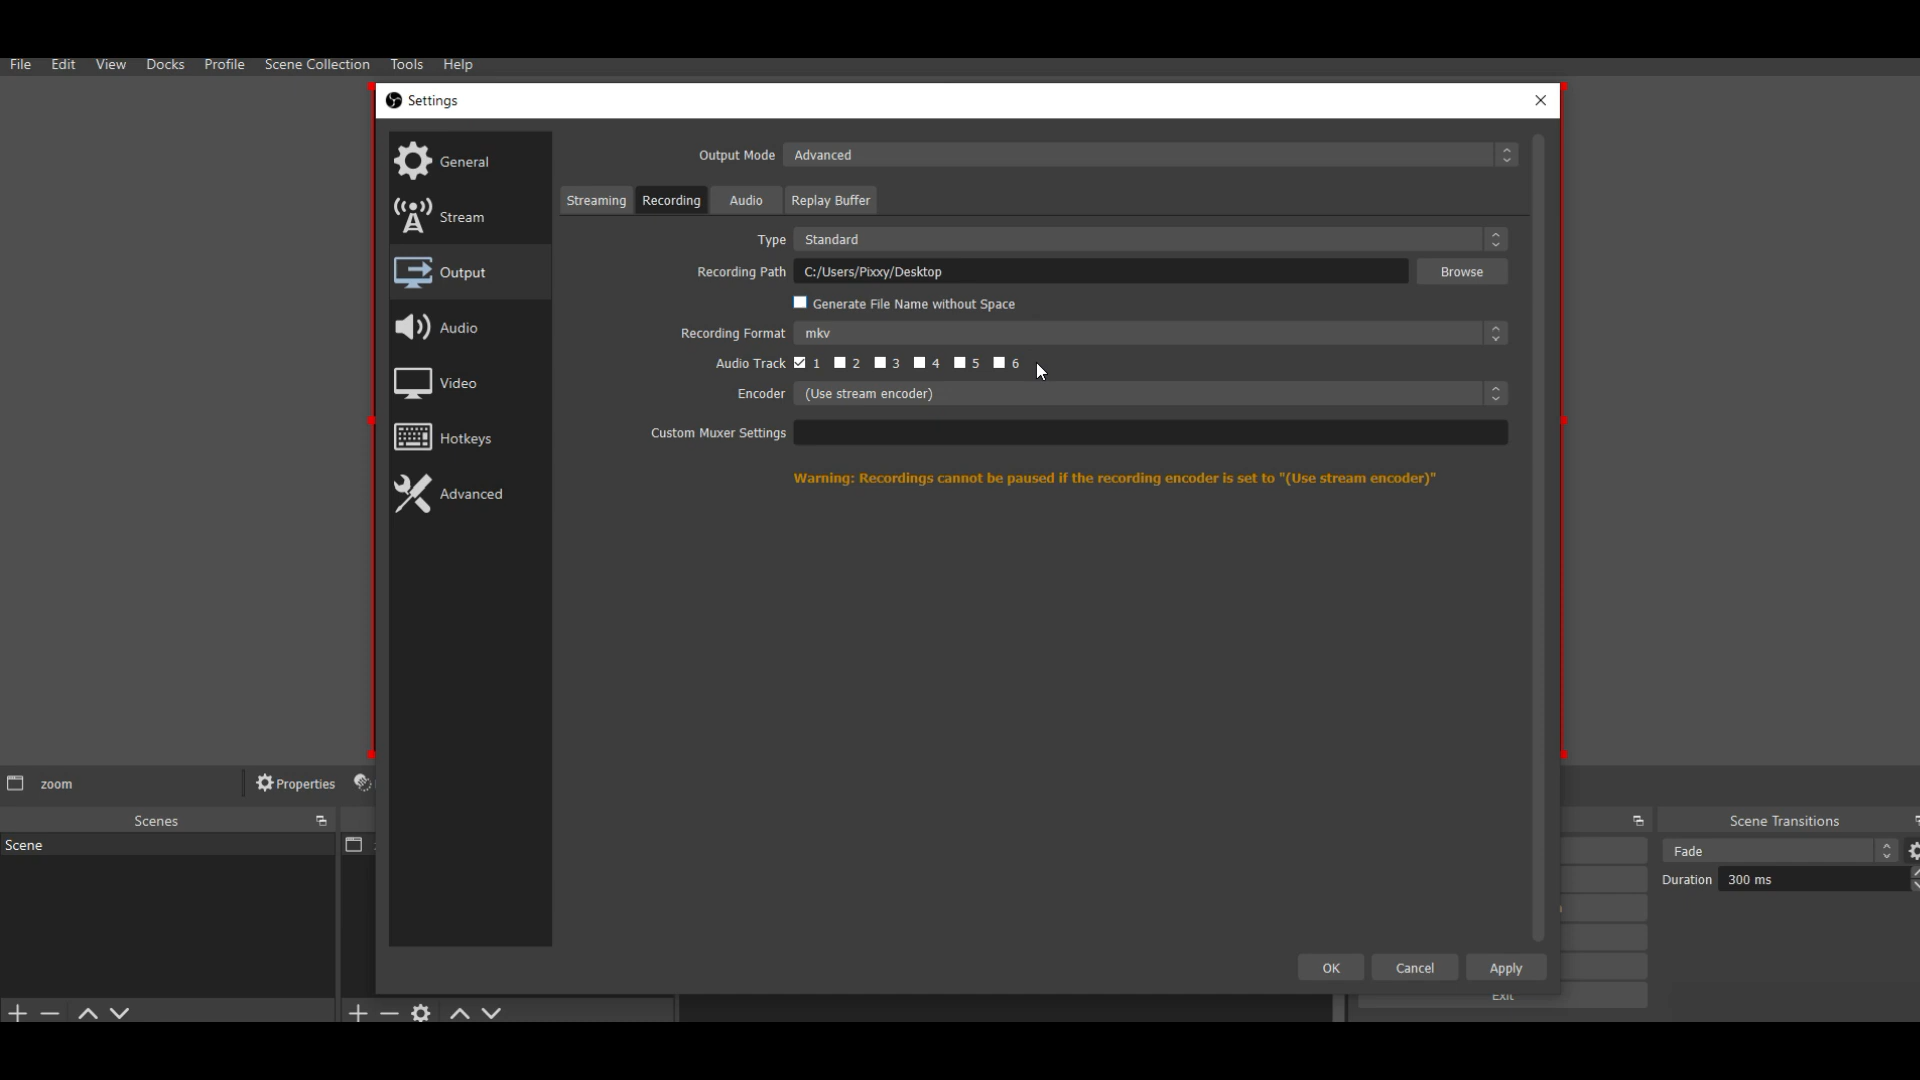 File Edit View Docks Profile Scene Collection Tools Help
Settings
General
Stream
Output
Audio
Video
Hotkeys
Advanced
Output Mode Advanced
Streaming Recording Audio Replay Buffer
Type Standard
Recording Path C:/Users/Pixxy/Desktop Browse
Generate File Name without Space
Recording Format mkv
Audio Track 1 2 3 4 5 6
Encoder (Use stream encoder)
Custom Muxer Settings
Warning: Recordings cannot be paused if the recording encoder is set to "(Use stream encoder)"
OK Cancel Apply
zoom Properties
Scenes
Scene
Exit
Scene Transitions
Fade
Duration 300 ms